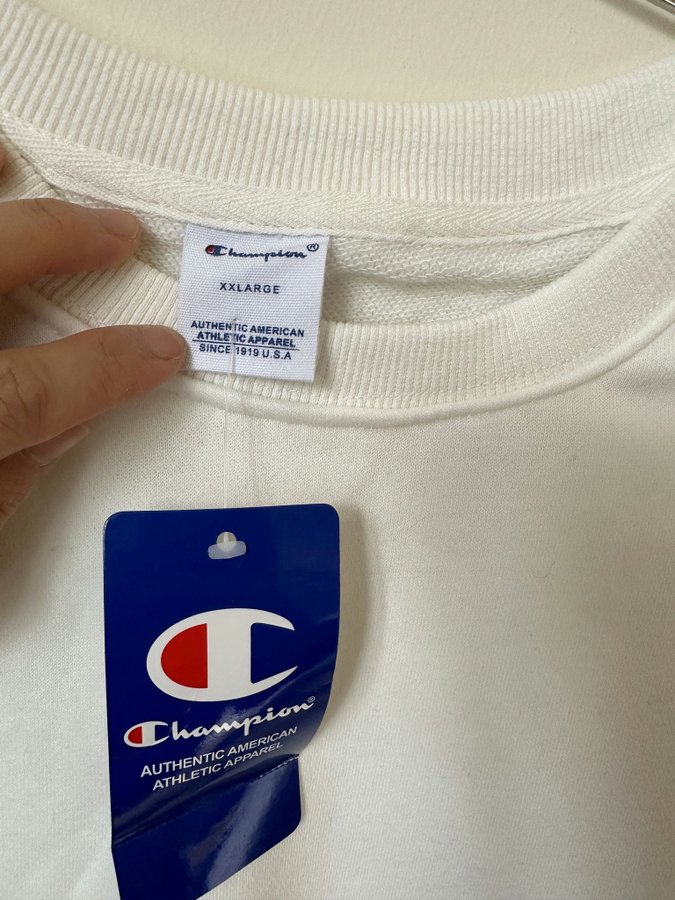 Champion®
XXLARGE
AUTHENTIC AMERICAN
ATHLETIC APPAREL
SINCE 1919 U.S.A
Champion®
AUTHENTIC AMERICAN
ATHLETIC APPAREL